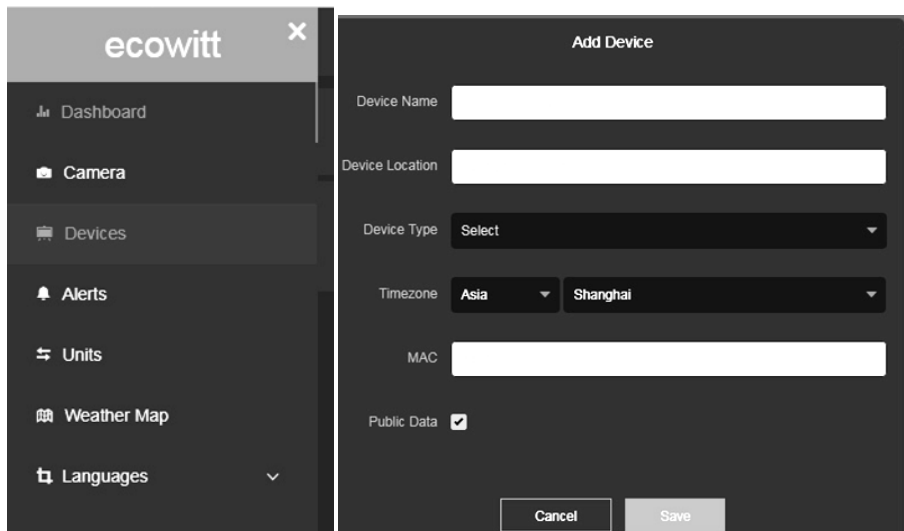 ecowitt
Dashboard
Camera
Devices
Alerts
Units
Weather Map
Languages
Add Device
Device Name
Device Location
Device Type Select
Timezone Asia Shanghai
MAC
Public Data
Cancel Save